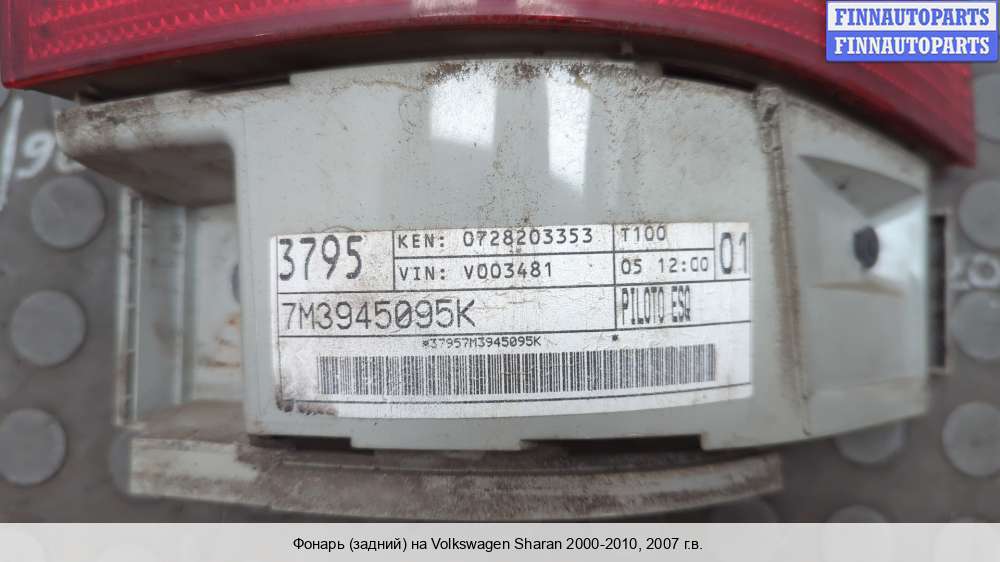 FINNAUTOPARTS
FINNAUTOPARTS
3795
KEN: 0728203353
T100
01
VIN: V003481
05 12:00
7M3945095K
PILOTO ESQ
*37957M3945095K *
Фонарь (задний) на Volkswagen Sharan 2000-2010, 2007 г.в.